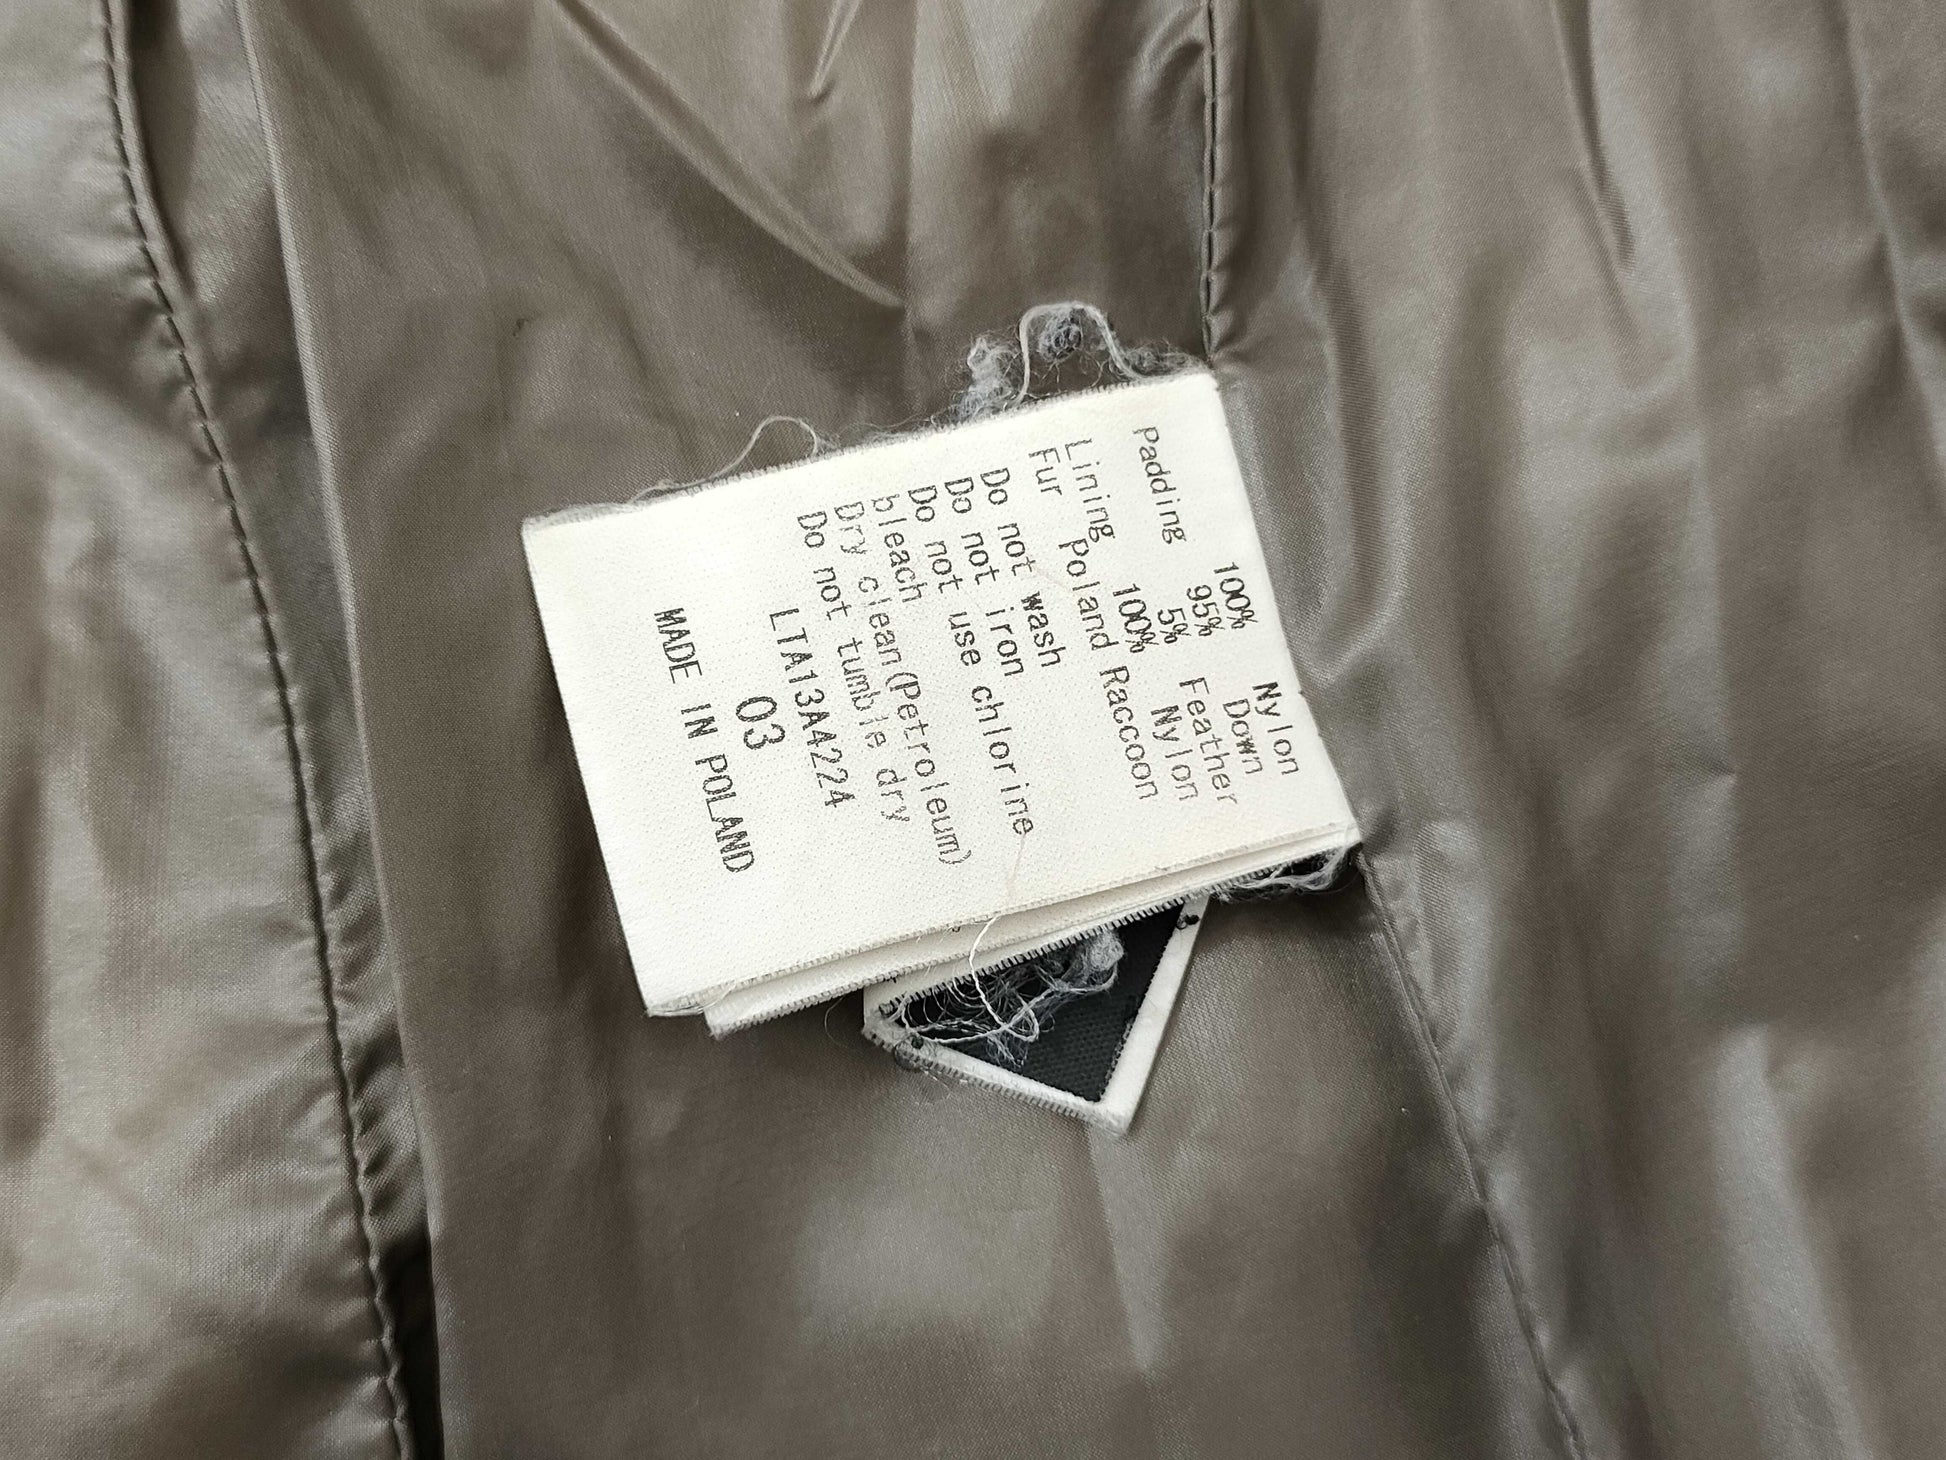 100% Nylon
Padding 95% Down
5% Feather
Lining 100% Nylon
Fur Poland Raccoon
Do not wash
Do not iron
Do not use chlorine
bleach
Dry clean(Petroleum)
Do not tumble dry
LTA13A4224
03
MADE IN POLAND